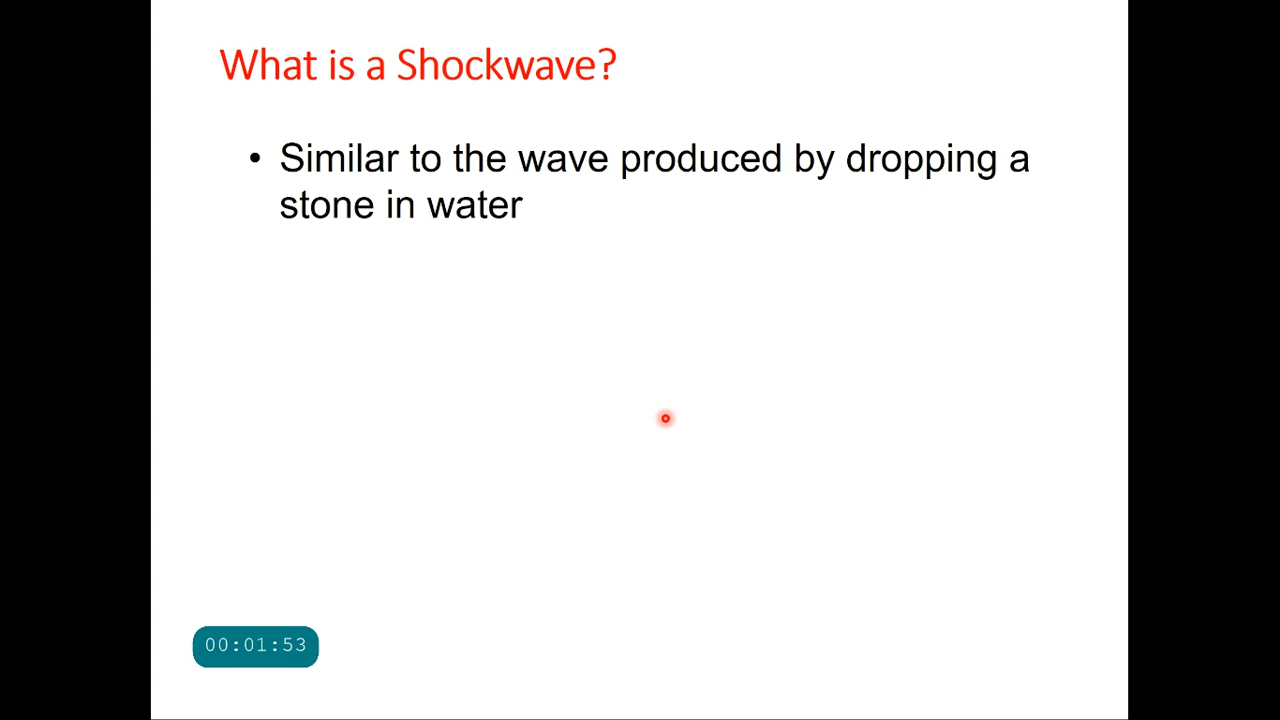 What is a Shockwave?
• Similar to the wave produced by dropping a
stone in water
00:01:53